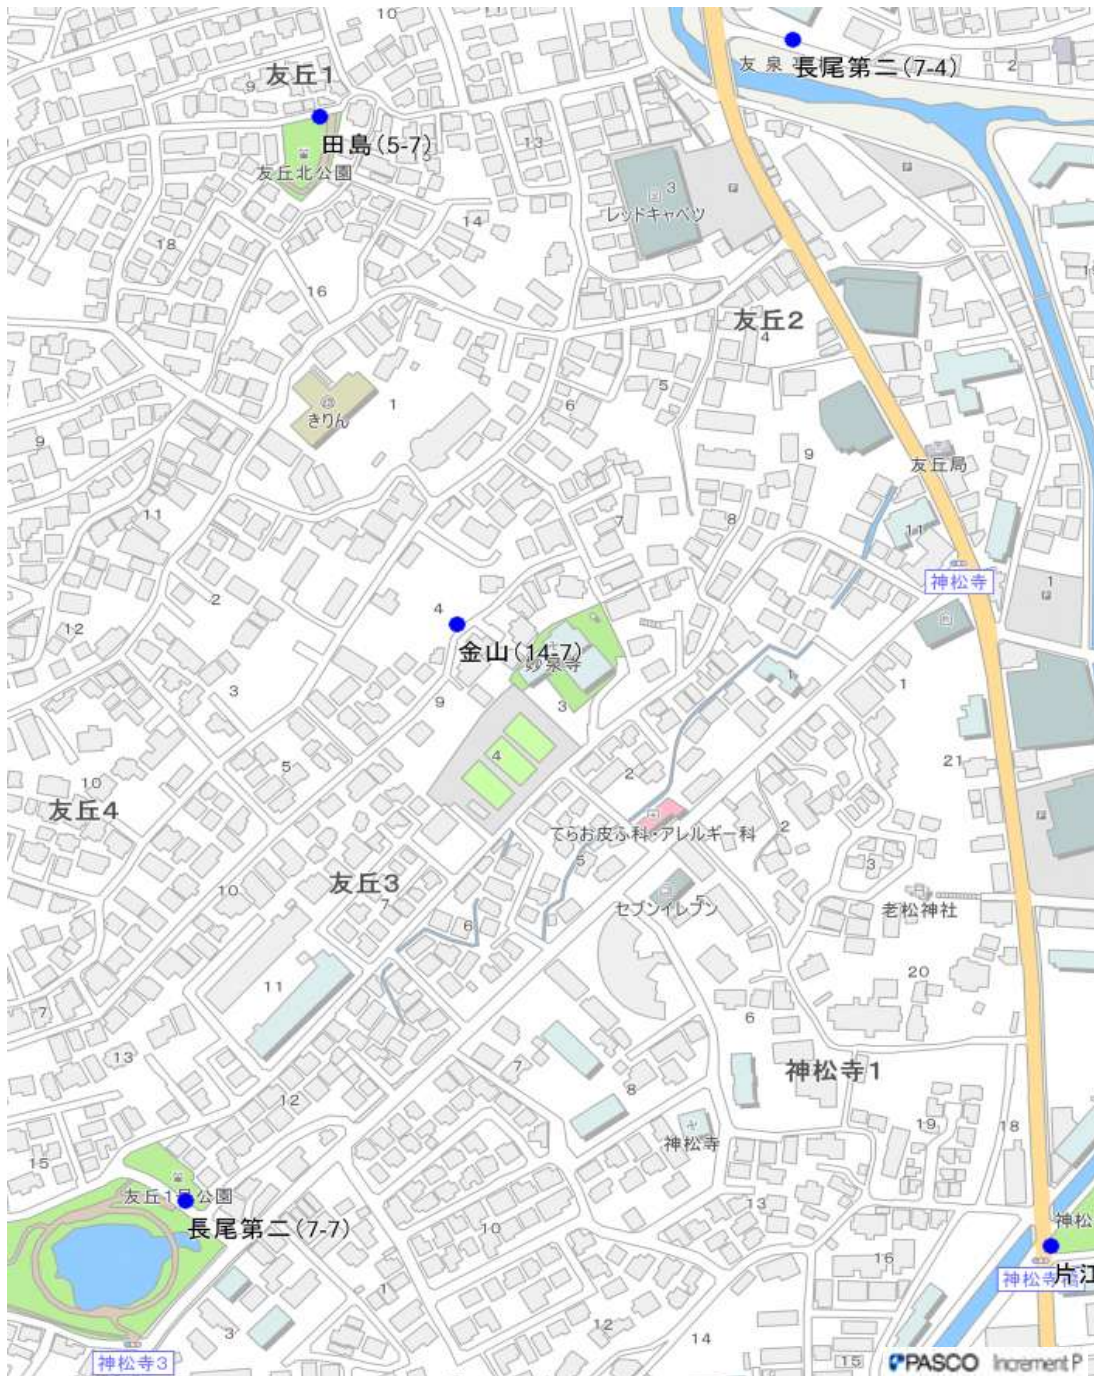 10
11
9
友丘1
2
友泉
長尾第二(7-4)
田島(5-7)
15
13
友丘北公園
3
レッドキャベツ
14
18
16
友丘2
4
5
1
6
きりん
9
9
友丘局
11
7
8
11
神松寺
1
2
4
12
金山(14-7)
妙泉寺
1
3
9
3
1
4
21
5
2
10
友丘4
てらお皮ふ科・アレルギー科
2
5
3
友丘3
10
7
セブンイレブン
5
老松神社
6
11
20
7
6
13
7
神松寺1
8
12
19
18
神松寺
15
友丘1号公園
長尾第二(7-7)
13
神松
10
16
片江
1
神松寺3
3
12
14
15
PASCO Increment P